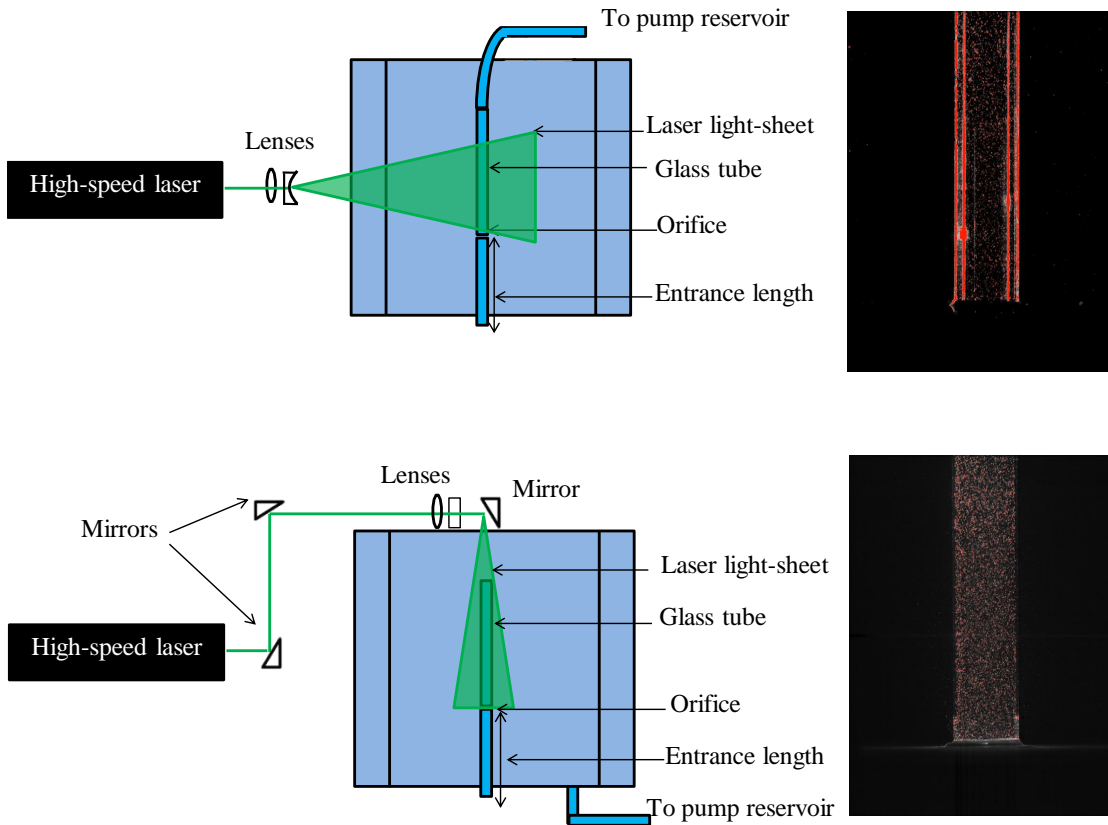 To pump reservoir
Lenses
Laser light-sheet
High-speed laser
Glass tube
Orifice
Entrance length
Lenses
Mirror
Mirrors
Laser light-sheet
Glass tube
High-speed laser
Orifice
Entrance length
To pump reservoir